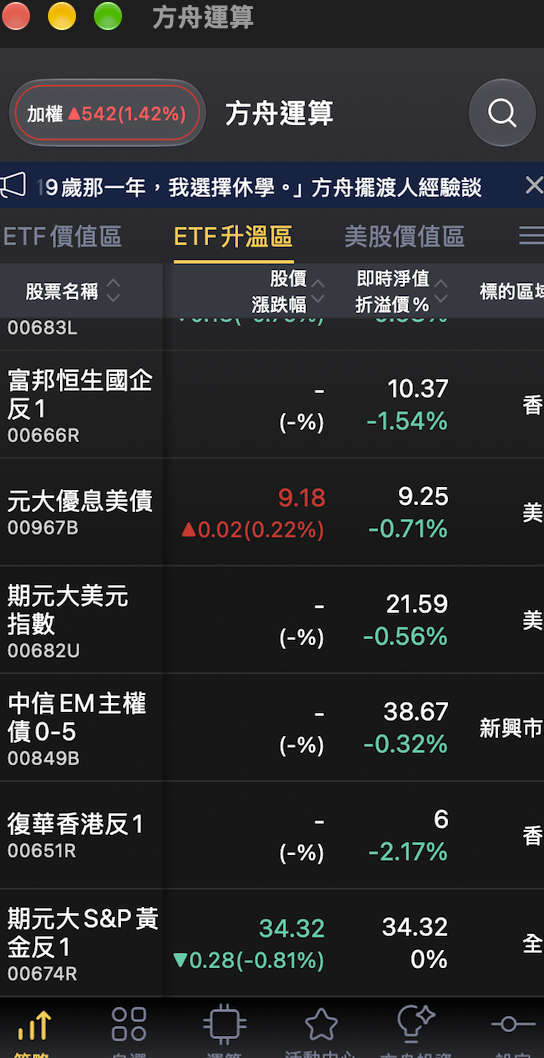 方舟運算
加權▲542(1.42%)
方舟運算
19歲那一年，我選擇休學。」方舟擺渡人經驗談
ETF價值區
ETF升溫區
美股價值區
股票名稱
股價
漲跌幅
即時淨值
折溢價%
標的區域
00683L
富邦恒生國企
反1
00666R
-
(-%)
10.37
-1.54%
香
元大優息美債
00967B
9.18
▲0.02(0.22%)
9.25
-0.71%
美
期元大美元
指數
00682U
-
(-%)
21.59
-0.56%
美
中信EM主權
債0-5
00849B
-
(-%)
38.67
-0.32%
新興市
復華香港反1
00651R
-
(-%)
6
-2.17%
香
期元大S&P黃
金反1
00674R
34.32
▼0.28(-0.81%)
34.32
0%
全